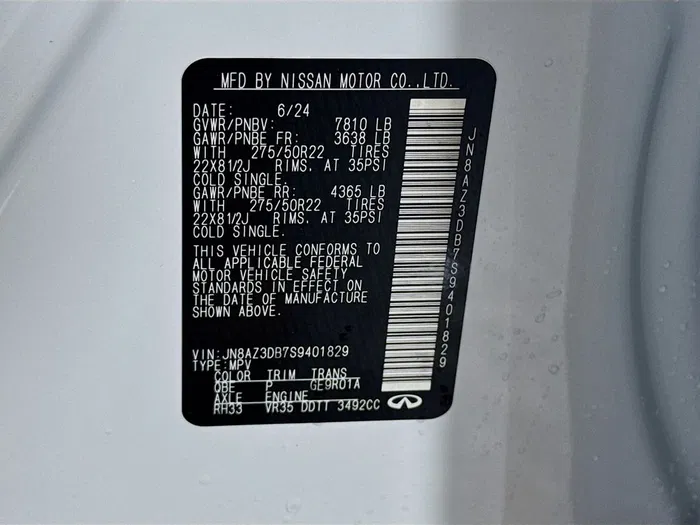 MFD BY NISSAN MOTOR CO.,LTD.
DATE: 6/24
GVWR/PNBV: 7810 LB
GAWR/PNBE FR: 3638 LB
WITH 275/50R22 TIRES
22X81/2J RIMS. AT 35PSI
COLD SINGLE.
GAWR/PNBE RR: 4365 LB
WITH 275/50R22 TIRES
22X81/2J RIMS. AT 35PSI
COLD SINGLE.
THIS VEHICLE CONFORMS TO
ALL APPLICABLE FEDERAL
MOTOR VEHICLE SAFETY
STANDARDS IN EFFECT ON
THE DATE OF MANUFACTURE
SHOWN ABOVE.
VIN:JN8AZ3DB7S9401829
TYPE:MPV
COLOR TRIM TRANS
QBE P GE9R01A
AXLE ENGINE
RH33 VR35 DDTT 3492CC
JN8AZ3DB7S9401829